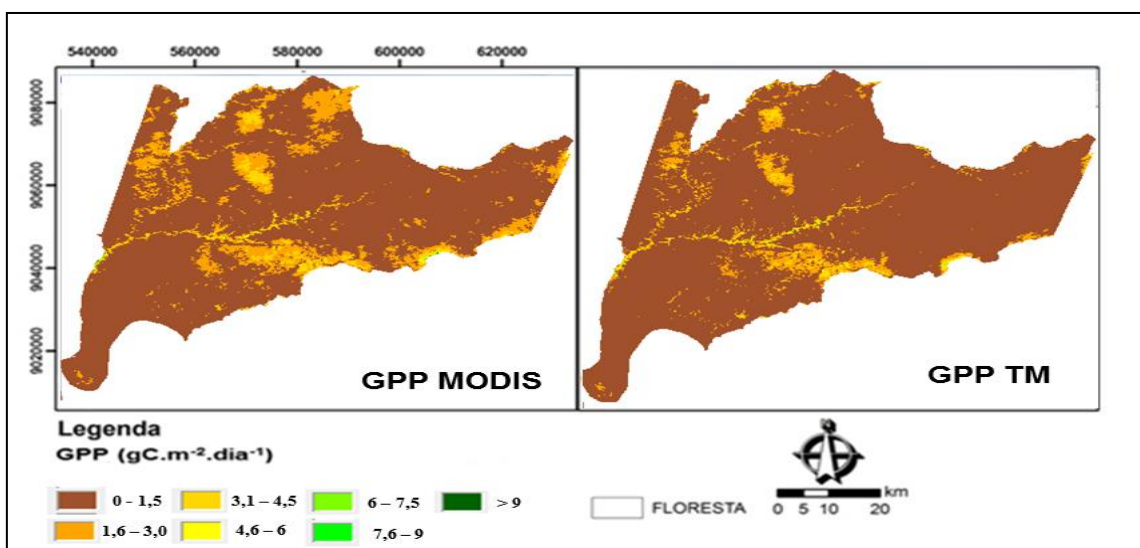 540000 560000 580000 600000 620000
9080000
9060000
9040000
9020000
GPP MODIS
GPP TM
Legenda
GPP (gC.m⁻².dia⁻¹)
0 - 1,5 3,1 – 4,5 6 – 7,5 > 9
1,6 – 3,0 4,6 – 6 7,6 – 9
FLORESTA
km
0 5 10 20